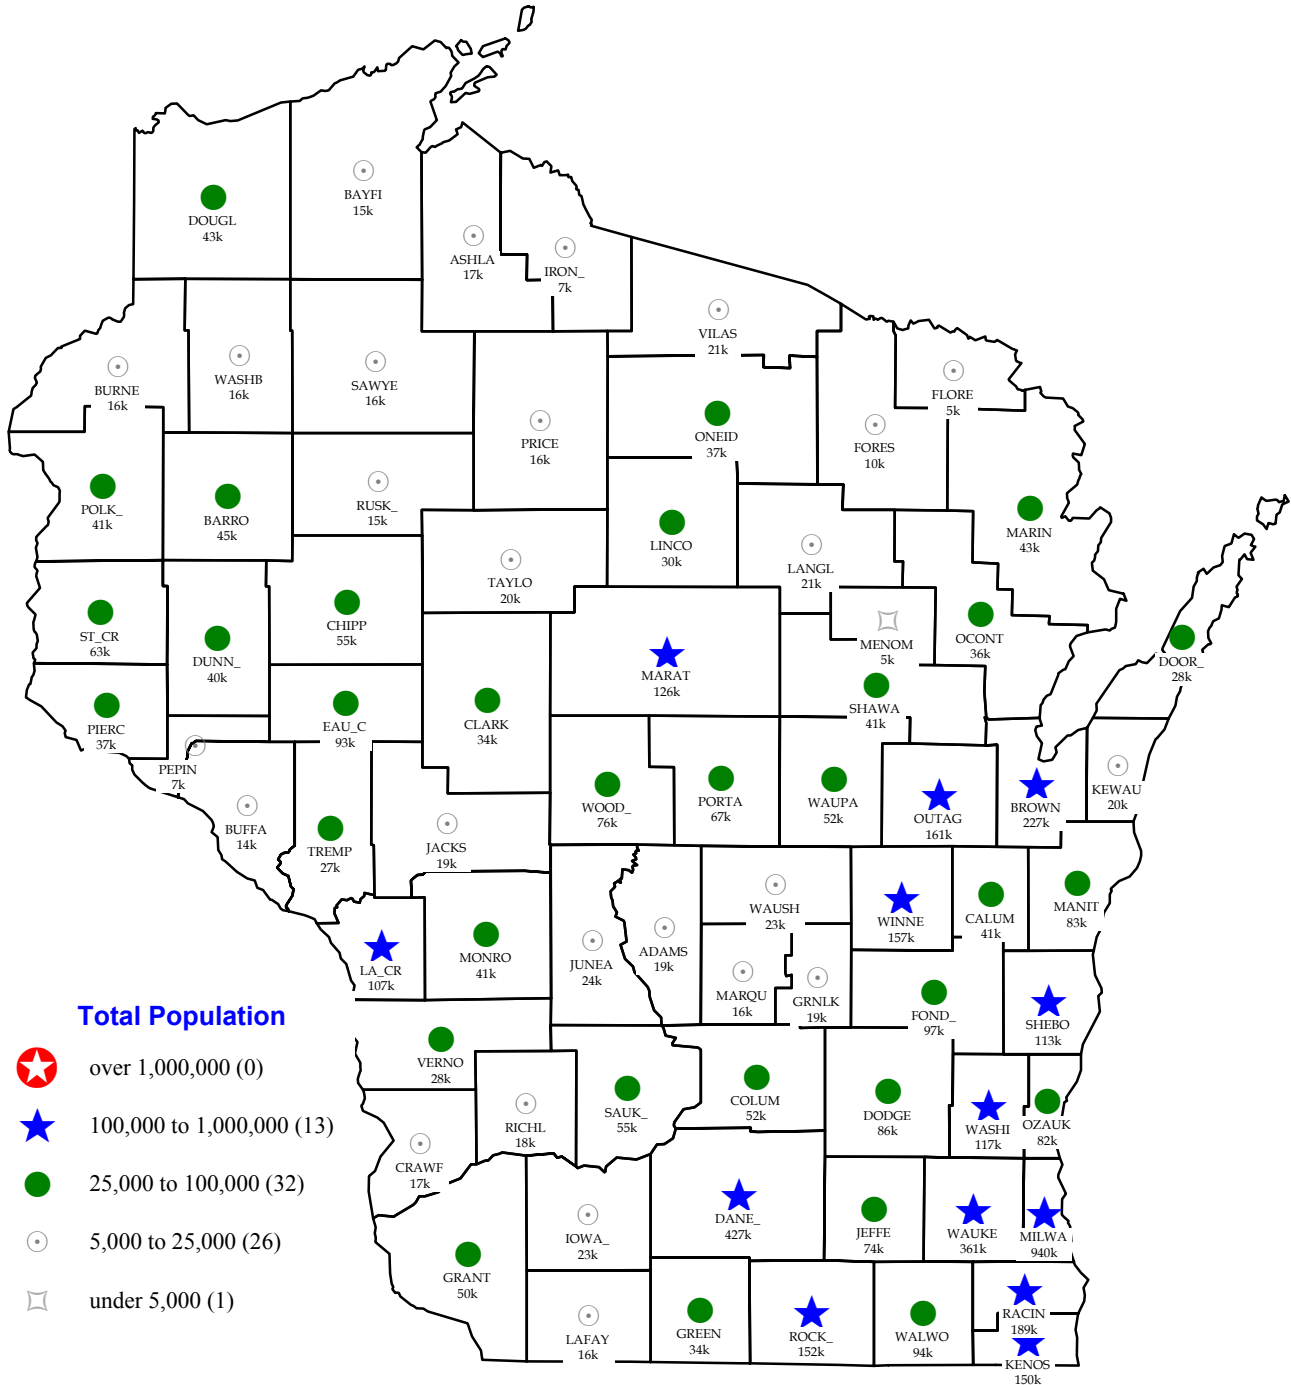 BAYFI
15k
DOUGL
43k
ASHLA
17k
IRON_
7k
VILAS
21k
BURNE
16k
WASHB
16k
SAWYE
16k
FLORE
5k
PRICE
16k
ONEID
37k
FORES
10k
POLK_
41k
BARRO
45k
RUSK_
15k
MARIN
43k
LINCO
30k
LANGL
21k
TAYLO
20k
ST_CR
63k
CHIPP
55k
DUNN_
40k
MENOM
5k
OCONT
36k
DOOR_
28k
MARAT
126k
SHAWA
41k
PIERC
37k
EAU_C
93k
CLARK
34k
PEPIN
7k
WOOD_
76k
PORTA
67k
WAUPA
52k
OUTAG
161k
BROWN
227k
KEWAU
20k
BUFFA
14k
TREMP
27k
JACKS
19k
WAUSH
23k
WINNE
157k
CALUM
41k
MANIT
83k
LA_CR
107k
MONRO
41k
JUNEA
24k
ADAMS
19k
MARQU
16k
GRNLK
19k
FOND_
97k
SHEBO
113k
VERNO
28k
RICHL
18k
SAUK_
55k
COLUM
52k
DODGE
86k
WASHI
117k
OZAUK
82k
CRAWF
17k
IOWA_
23k
DANE_
427k
JEFFE
74k
WAUKE
361k
MILWA
940k
GRANT
50k
LAFAY
16k
GREEN
34k
ROCK_
152k
WALWO
94k
RACIN
189k
KENOS
150k
Total Population
over 1,000,000 (0)
100,000 to 1,000,000 (13)
25,000 to 100,000 (32)
5,000 to 25,000 (26)
under 5,000 (1)